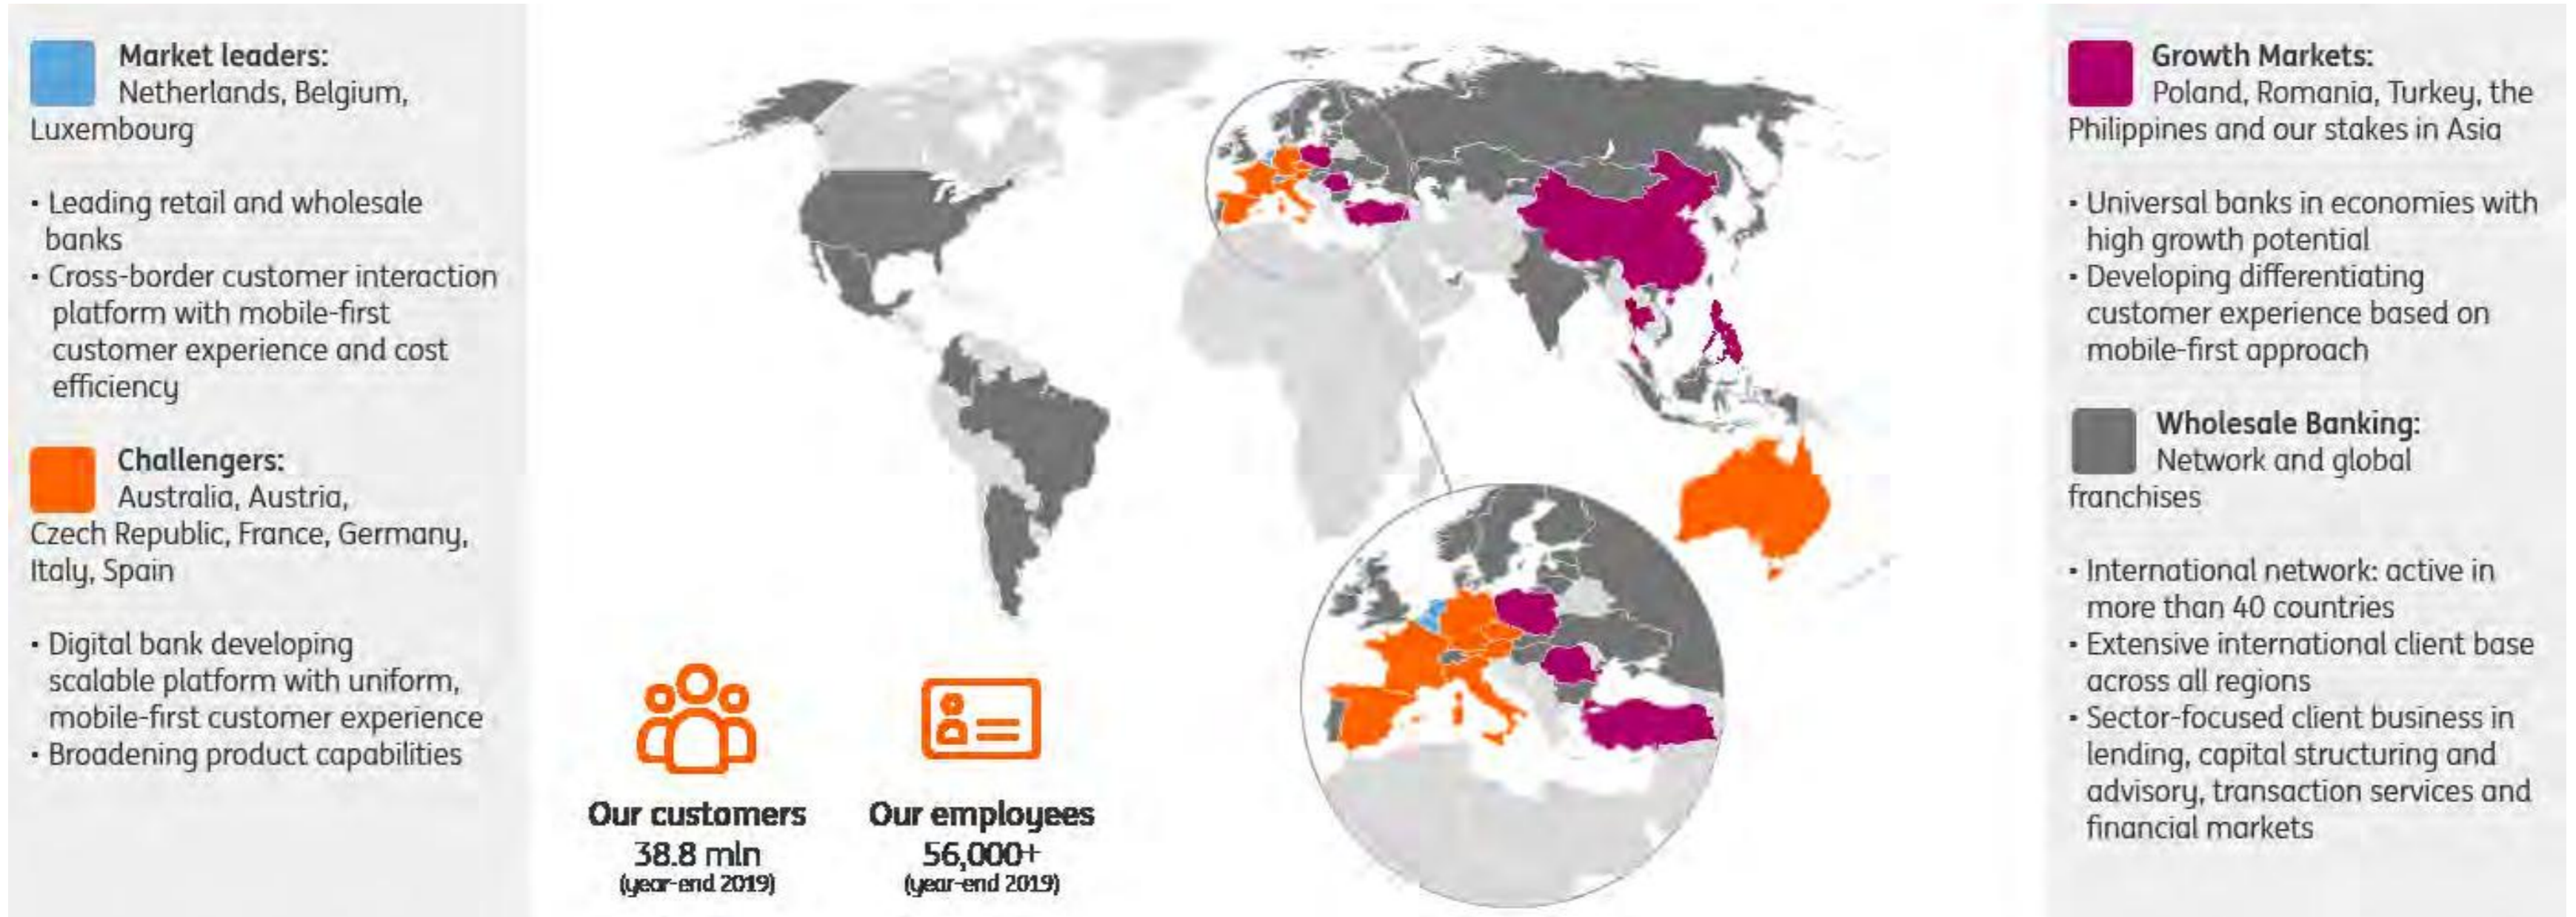 Market leaders:
Netherlands, Belgium,
Luxembourg
· Leading retail and wholesale
banks
· Cross-border customer interaction
platform with mobile-first
customer experience and cost
efficiency
Challengers:
Australia, Austria,
Czech Republic, France, Germany,
Italy, Spain
· Digital bank developing
scalable platform with uniform,
mobile-first customer experience
· Broadening product capabilities
Our customers
38.8 mln
(year-end 2019)
Our employees
56,000+
(year-end 2019)
Growth Markets:
Poland, Romania, Turkey, the
Philippines and our stakes in Asia
· Universal banks in economies with
high growth potential
· Developing differentiating
customer experience based on
mobile-first approach
Wholesale Banking:
Network and global
franchises
· International network: active in
more than 40 countries
· Extensive international client base
across all regions
· Sector-focused client business in
lending, capital structuring and
advisory, transaction services and
financial markets